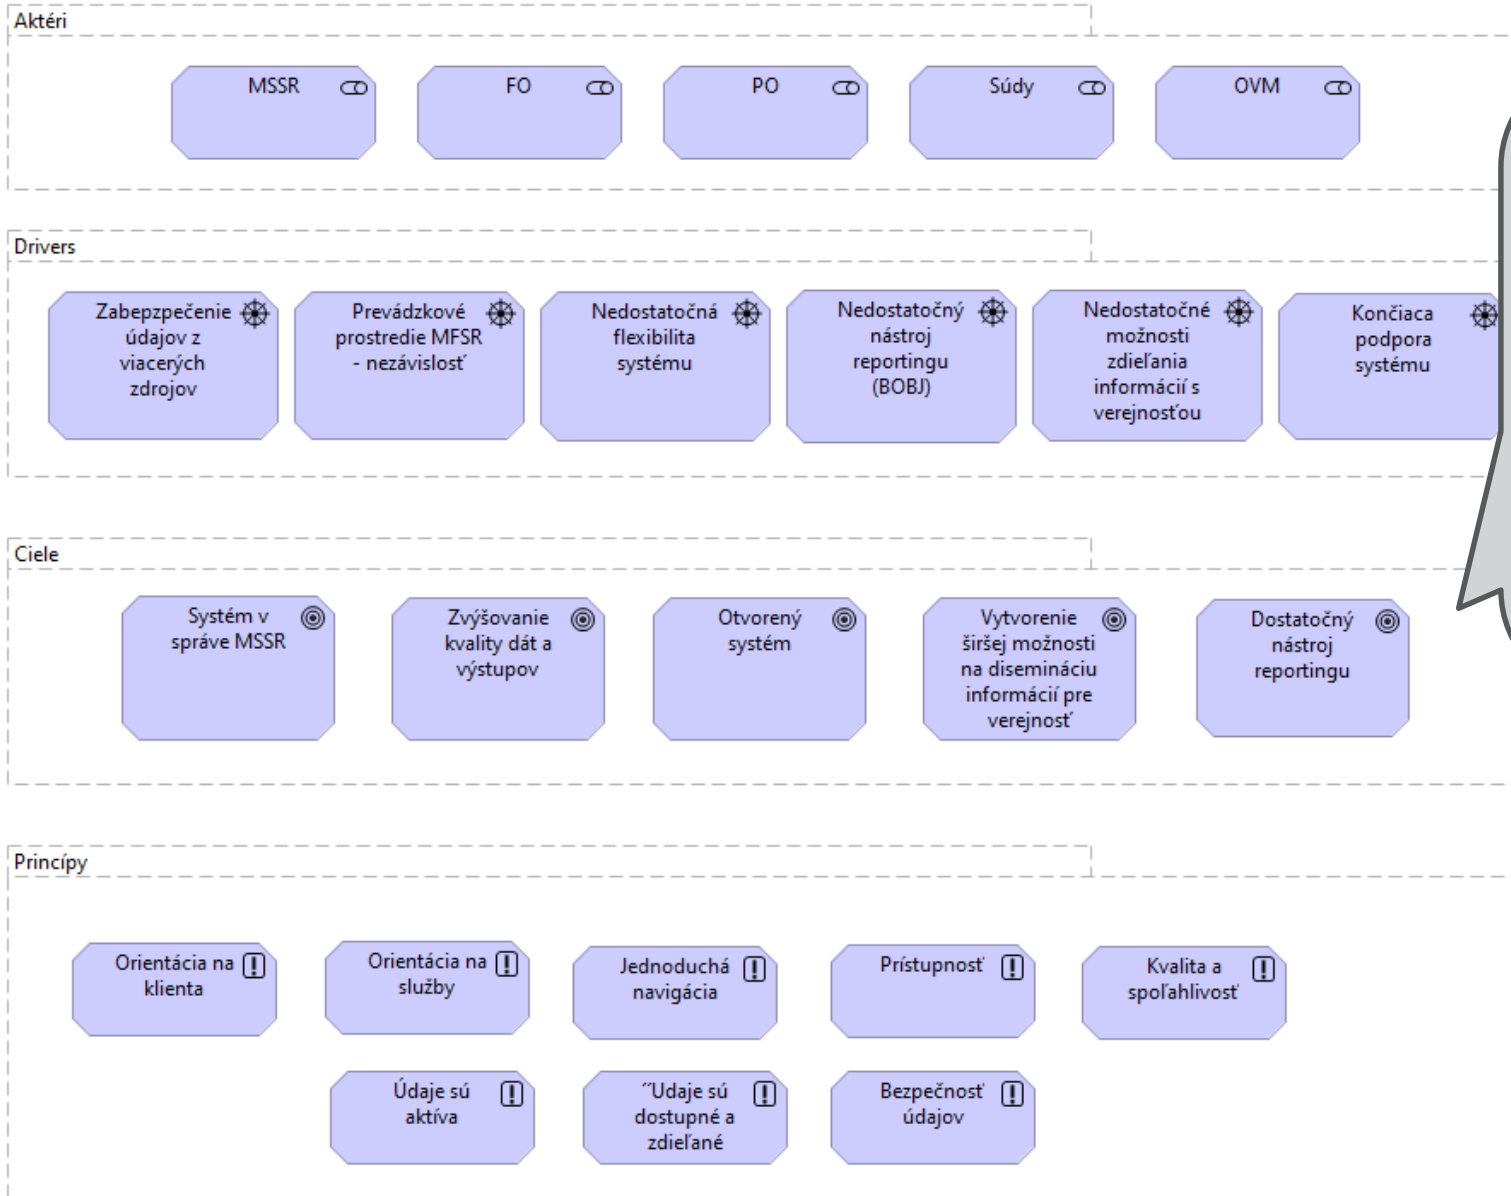 Aktéri
MSSR
FO
PO
Súdy
OVM
Drivers
Zabepzpečenie
údajov z
viacerých
zdrojov
Prevádzkové
prostredie MFSR
- nezávislosť
Nedostatočná
flexibilita
systému
Nedostatočný
nástroj
reportingu
(BOBJ)
Nedostatočné
možnosti
zdieľania
informácií s
verejnosťou
Končiaca
podpora
systému
Ciele
Systém v
správe MSSR
Zvýšovanie
kvality dát a
výstupov
Otvorený
systém
Vytvorenie
širšej možnosti
na disemináciu
informácií pre
verejnosť
Dostatočný
nástroj
reportingu
Princípy
Orientácia na
klienta
Orientácia na
služby
Jednoduchá
navigácia
Prístupnosť
Kvalita a
spoľahlivosť
Údaje sú
aktíva
´´Udaje sú
dostupné a
zdieľané
Bezpečnosť
údajov